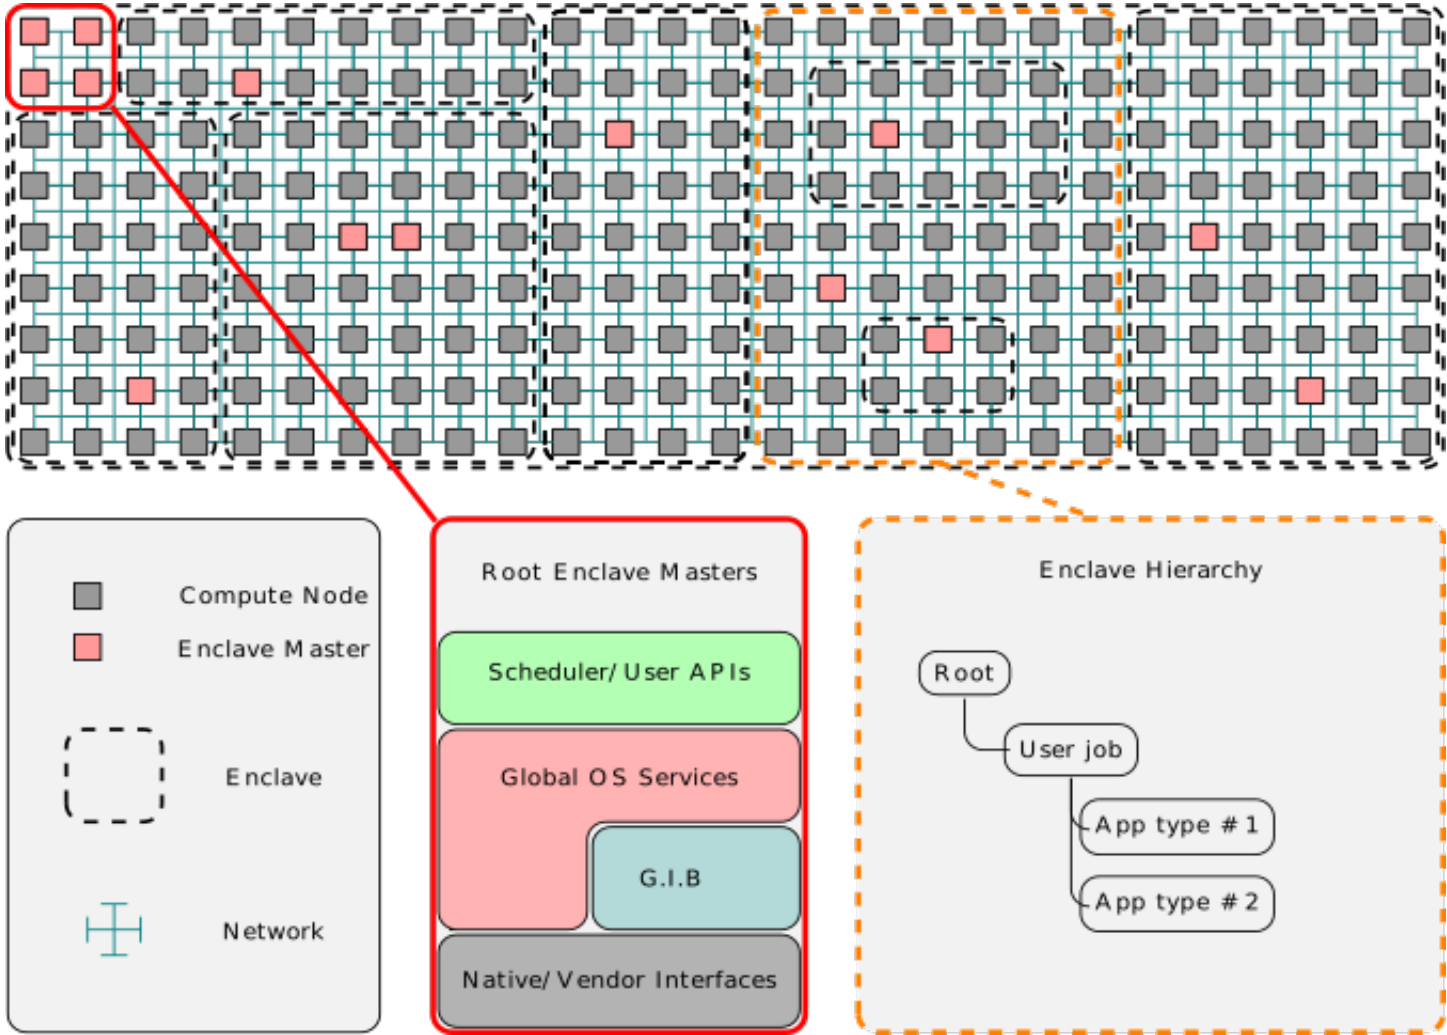 Compute Node
Enclave Master
Enclave
Network
Root Enclave Masters
Scheduler/User APIs
Global OS Services
G.I.B
Native/Vendor Interfaces
Enclave Hierarchy
Root
User job
App type #1
App type #2